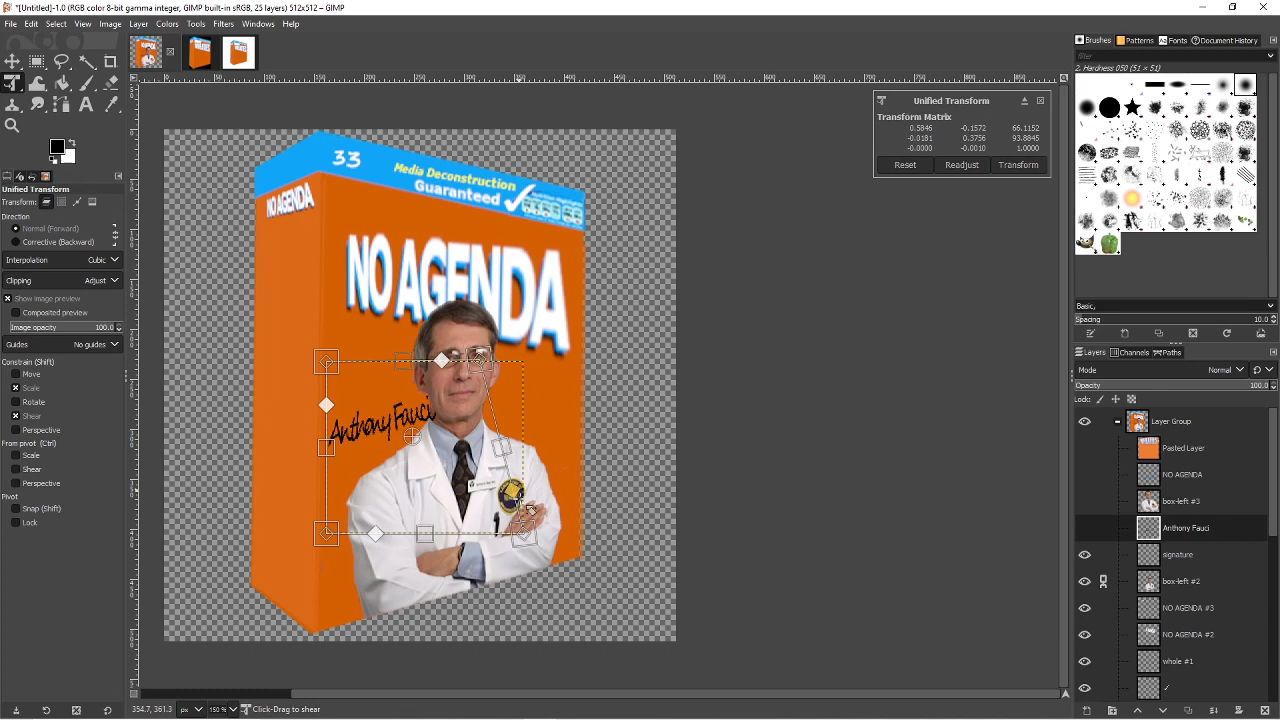 *[Untitled]-1.0 (RGB color 8-bit gamma integer, GIMP built-in sRGB, 25 layers) 512x512 – GIMP
File Edit Select View Image Layer Colors Tools Filters Windows Help
Unified Transform
Transform:
Direction
Normal (Forward)
Corrective (Backward)
Interpolation Cubic
Clipping Adjust
Show image preview
Composited preview
Image opacity 100.0
Guides No guides
Constrain (Shift)
Move
Scale
Rotate
Shear
Perspective
From pivot (Ctrl)
Scale
Shear
Perspective
Pivot
Snap (Shift)
Lock
33
Media Deconstruction
Guaranteed
NO AGENDA
NO AGENDA
Anthony Fauci
Unified Transform
Transform Matrix
0.5846 -0.1572 66.1152
-0.0181 0.3756 93.8845
-0.0000 -0.0010 1.0000
Reset Readjust Transform
354.7, 361.3 px 150 % Click-Drag to shear
Brushes Patterns Fonts Document History
filter
2. Hardness 050 (51 × 51)
Basic,
Spacing 10.0
Layers Channels Paths
Mode Normal
Opacity 100.0
Lock:
Layer Group
Pasted Layer
NO AGENDA
box-left #3
Anthony Fauci
signature
box-left #2
NO AGENDA #3
NO AGENDA #2
whole #1
✓